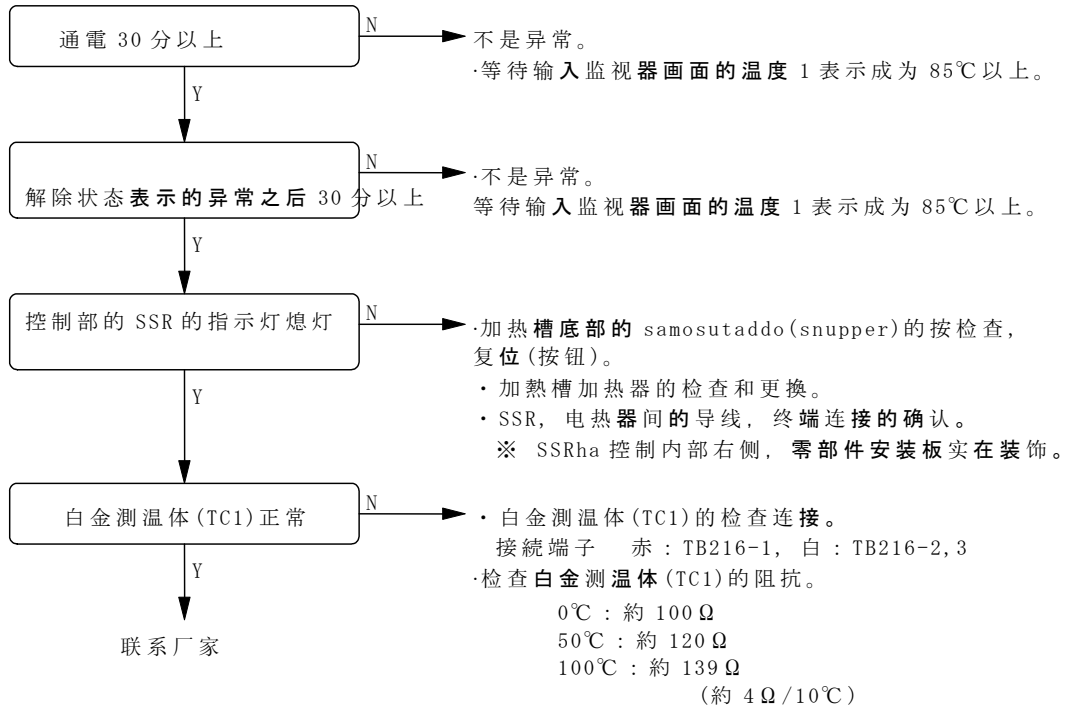 通電 30 分以上
N
不是异常。
·等待输入监视器画面的温度 1 表示成为 85℃以上。
Y
解除状态表示的异常之后 30 分以上
N
·不是异常。
等待输入监视器画面的温度 1 表示成为 85℃以上。
Y
控制部的 SSR 的指示灯熄灯
N
·加热槽底部的 samosutaddo(snupper)的按检查,
复位(按钮)。
・加熱槽加热器的检查和更换。
・SSR, 电热器间的导线, 终端连接的确认。
※ SSRha 控制内部右侧, 零部件安装板实在装饰。
Y
白金測温体(TC1)正常
N
・白金测温体(TC1)的检查连接。
接続端子 赤：TB216-1, 白：TB216-2,3
·检查白金测温体(TC1)的阻抗。
0℃：約 100Ω
50℃：約 120Ω
100℃：約 139Ω
(約 4Ω/10℃)
Y
联系厂家